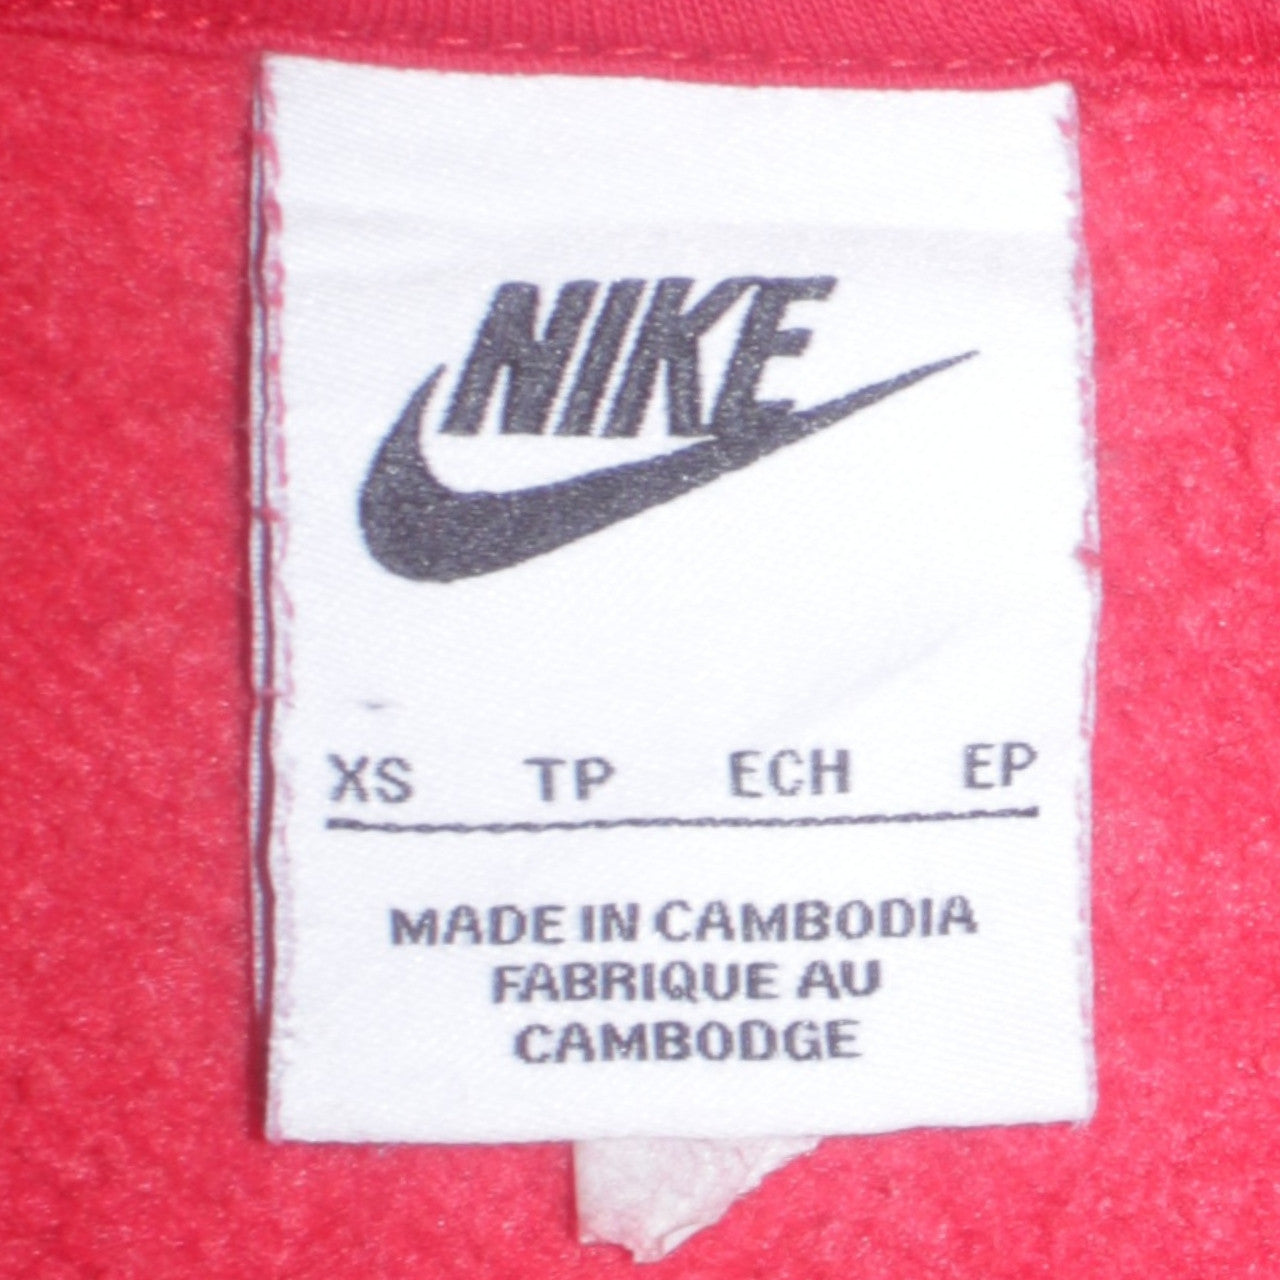 NIKE
XS TP ECH EP
MADE IN CAMBODIA
FABRIQUE AU
CAMBODGE